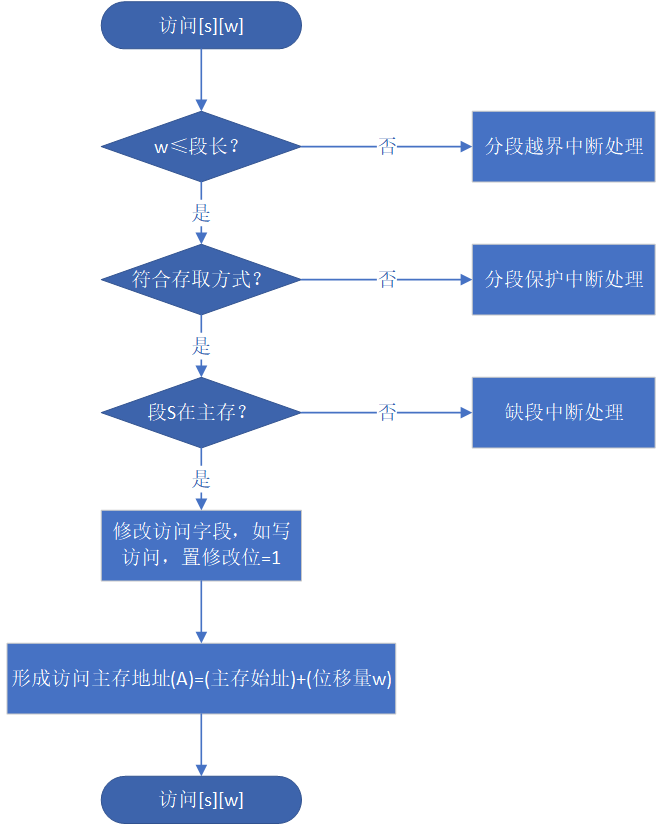 访问[s][w]
w≤段长?
否
分段越界中断处理
是
符合存取方式?
否
分段保护中断处理
是
段S在主存?
否
缺段中断处理
是
修改访问字段，如写
访问，置修改位=1
形成访问主存地址(A)=(主存始址)+(位移量w)
访问[s][w]